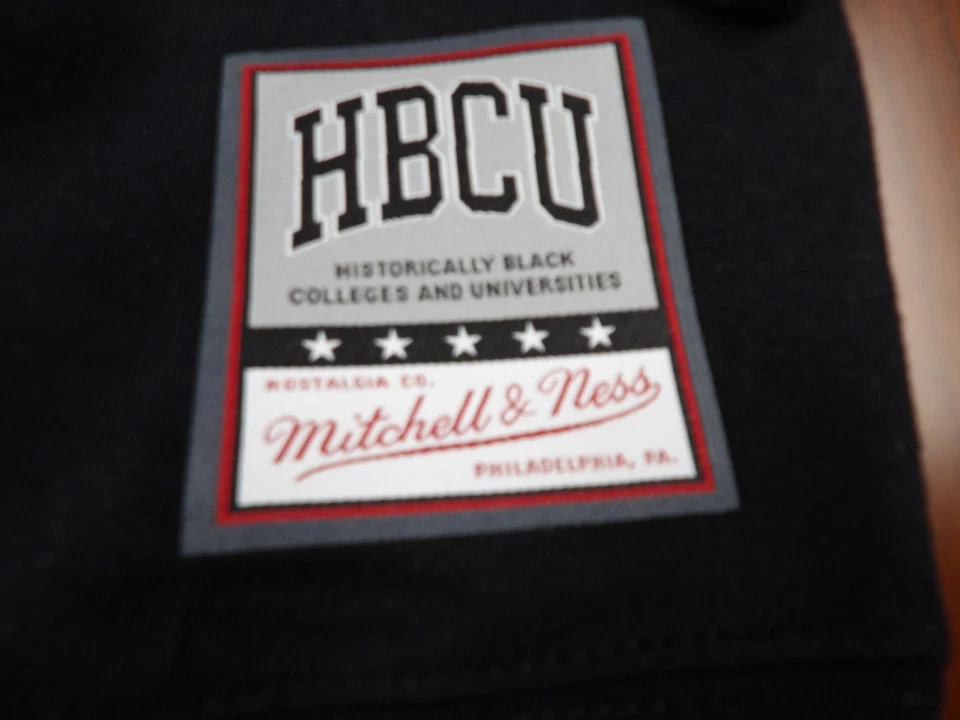 HBCU
HISTORICALLY BLACK
COLLEGES AND UNIVERSITIES
NOSTALGIA CO.
Mitchell & Ness
PHILADELPHIA, PA.